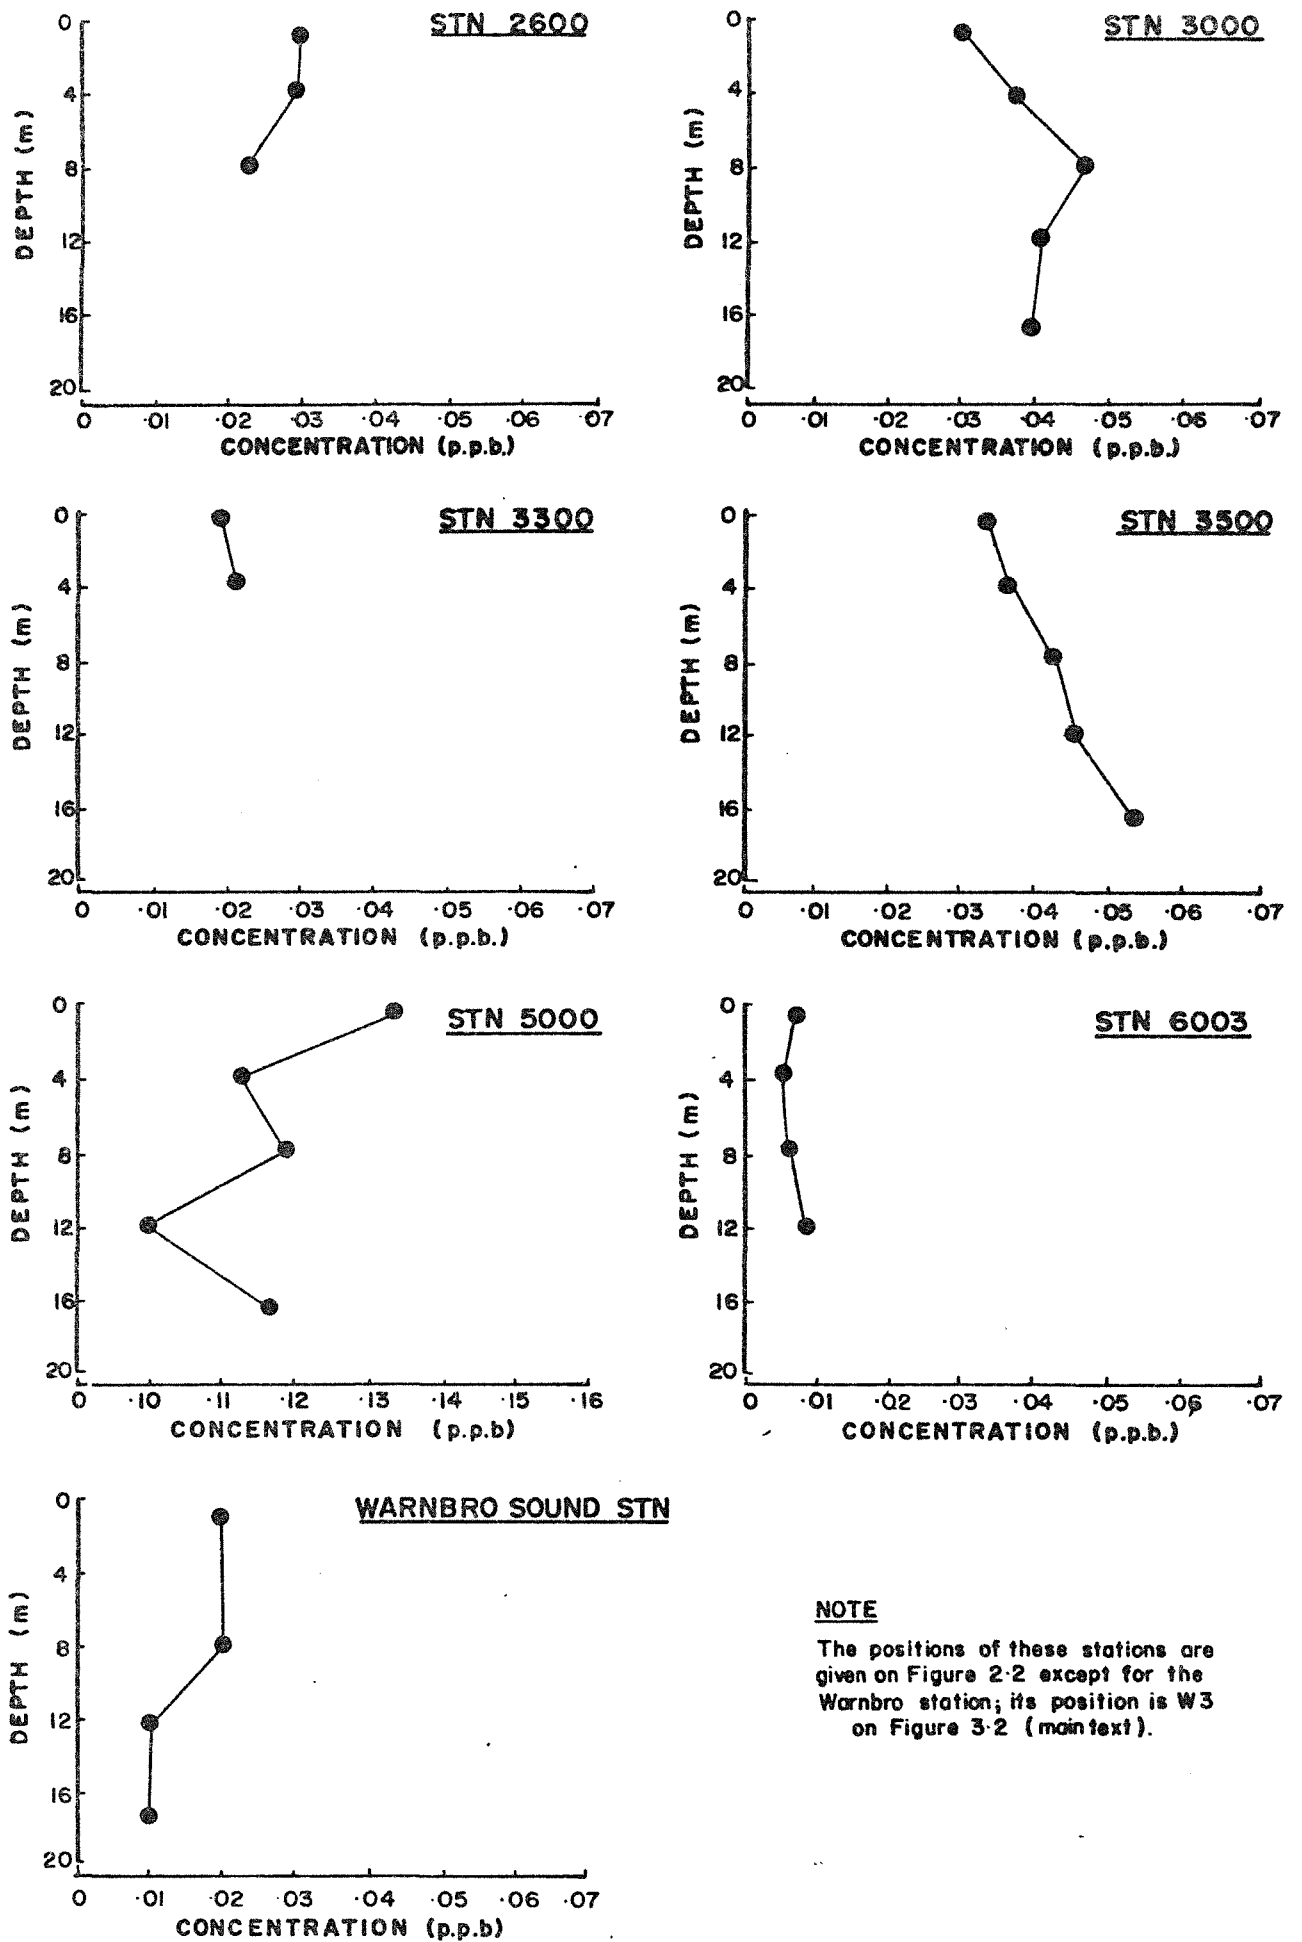 STN 2600
0
4
8
12
16
20
DEPTH (m)
0 ·01 ·02 ·03 ·04 ·05 ·06 ·07
CONCENTRATION (p.p.b.)
STN 3000
0
4
8
12
16
20
DEPTH (m)
0 ·01 ·02 ·03 ·04 ·05 ·06 ·07
CONCENTRATION (p.p.b.)
STN 3300
0
4
8
12
16
20
DEPTH (m)
0 ·01 ·02 ·03 ·04 ·05 ·06 ·07
CONCENTRATION (p.p.b.)
STN 3500
0
4
8
12
16
20
DEPTH (m)
0 ·01 ·02 ·03 ·04 ·05 ·06 ·07
CONCENTRATION (p.p.b.)
STN 5000
0
4
8
12
16
20
DEPTH (m)
0 ·10 ·11 ·12 ·13 ·14 ·15 ·16
CONCENTRATION (p.p.b)
STN 6003
0
4
8
12
16
20
DEPTH (m)
0 ·01 ·02 ·03 ·04 ·05 ·06 ·07
CONCENTRATION (p.p.b.)
WARNBRO SOUND STN
0
4
8
12
16
20
DEPTH (m)
0 ·01 ·02 ·03 ·04 ·05 ·06 ·07
CONCENTRATION (p.p.b)
NOTE
The positions of these stations are
given on Figure 2·2 except for the
Warnbro station; its position is W3
on Figure 3·2 (main text).